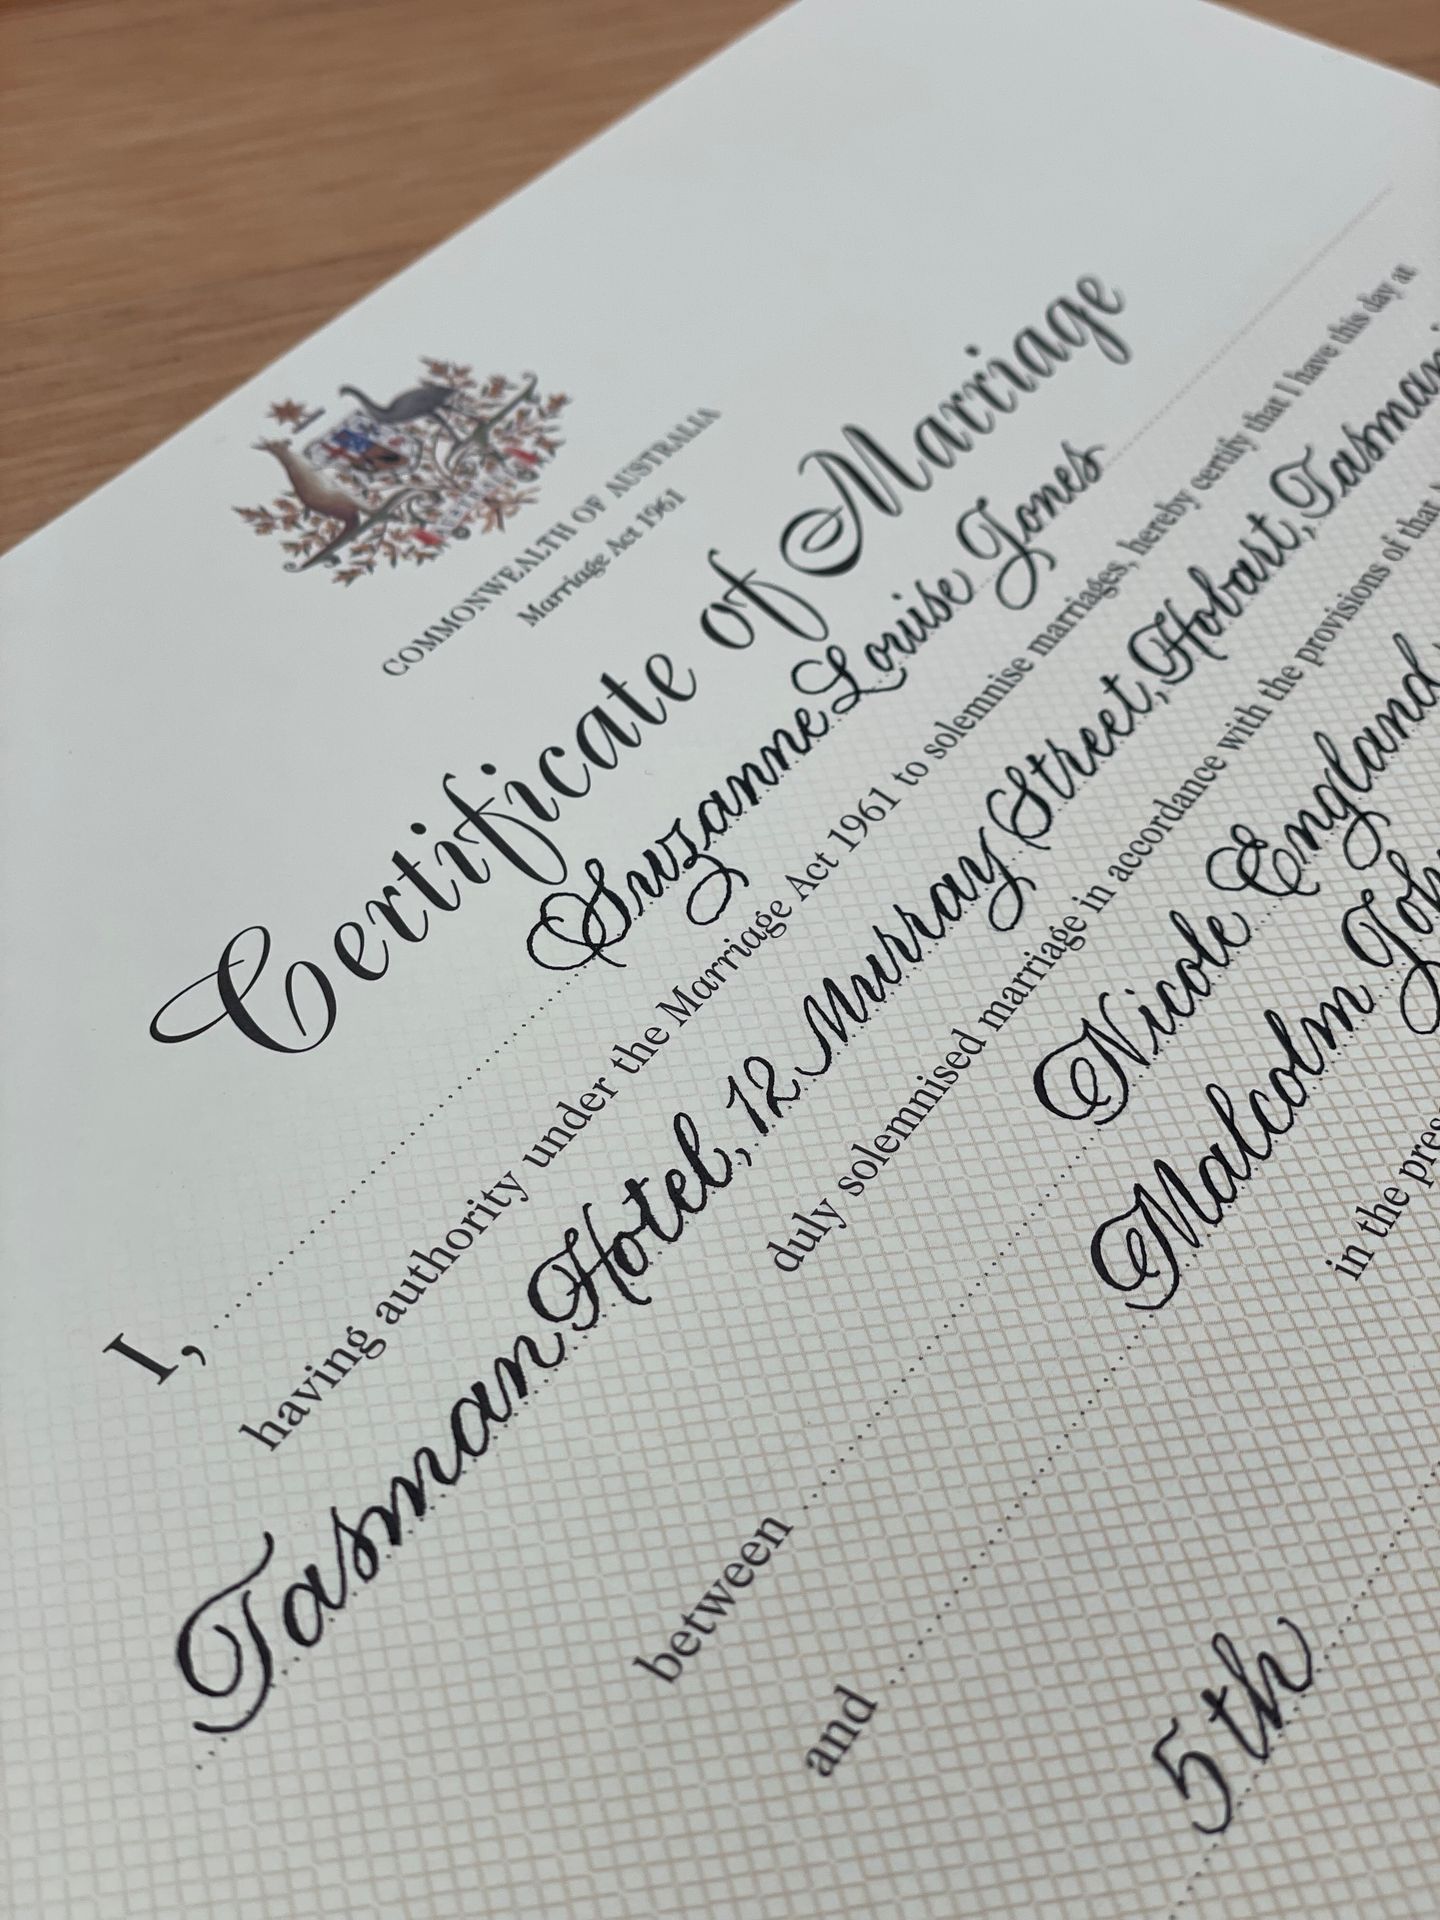 COMMONWEALTH OF AUSTRALIA
Marriage Act 1961
Certificate of Marriage
I, Suzanne Louise Jones
having authority under the Marriage Act 1961 to solemnise marriages, hereby certify that I have this day at
Tasman Hotel, 12 Murray Street, Hobart,
duly solemnised marriage in accordance with the provisions of that
between Nicole England
and Malcolm
in the
5th